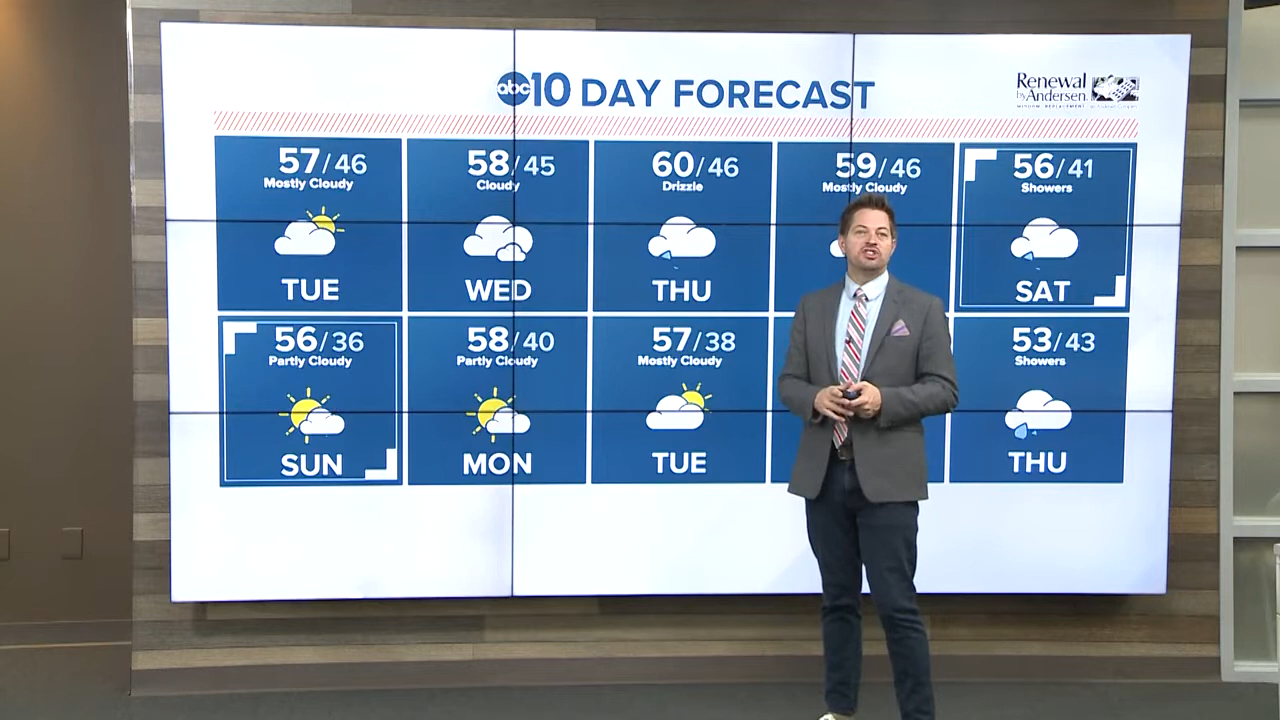 abc10 DAY FORECAST
Renewal
by Andersen
WINDOW REPLACEMENT
57/46
Mostly Cloudy
TUE
58/45
Cloudy
WED
60/46
Drizzle
THU
59/46
Mostly Cloudy
56/41
Showers
SAT
56/36
Partly Cloudy
SUN
58/40
Partly Cloudy
MON
57/38
Mostly Cloudy
TUE
53/43
Showers
THU